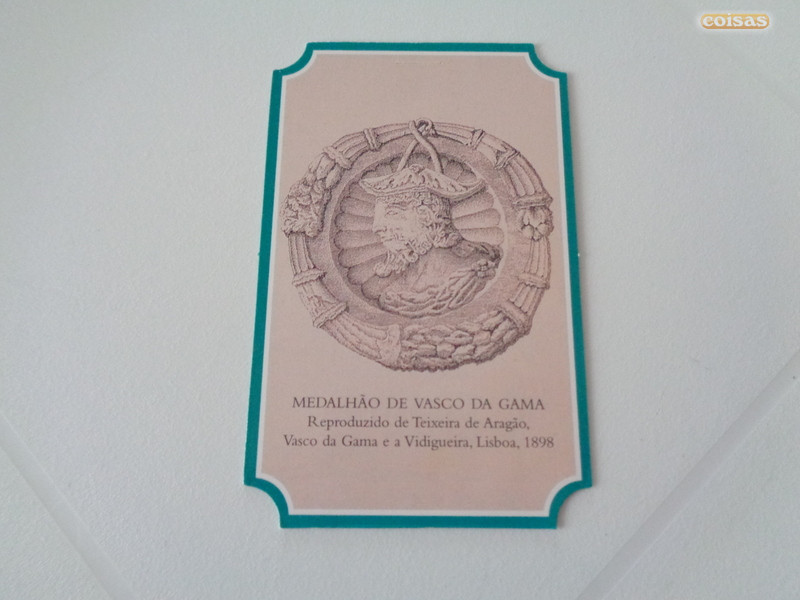 coisas
MEDALHÃO DE VASCO DA GAMA
Reproduzido de Teixeira de Aragão,
Vasco da Gama e a Vidigueira, Lisboa, 1898